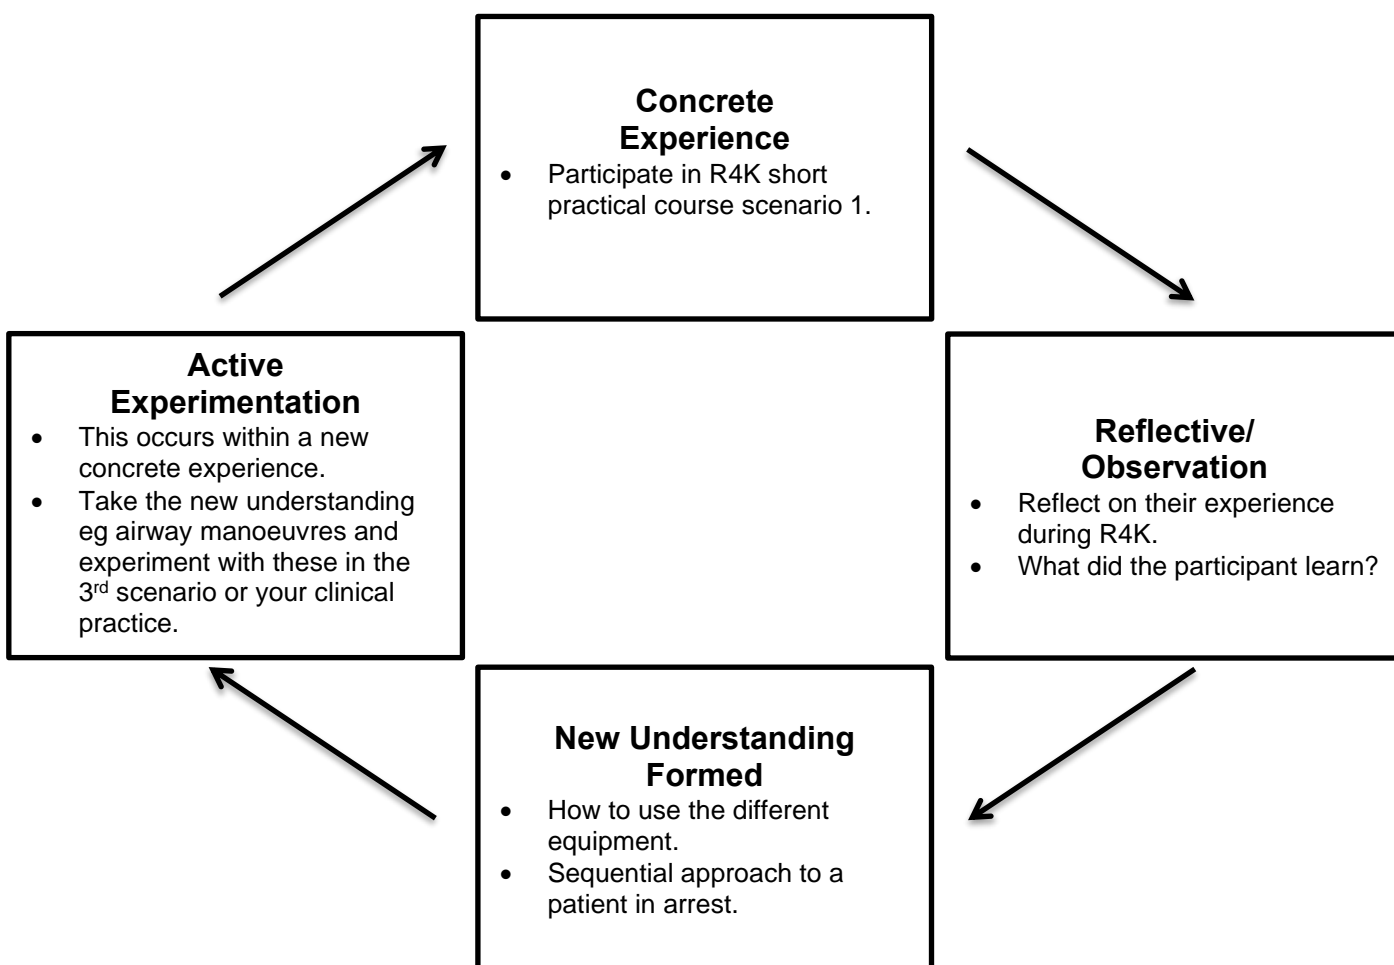 Concrete
Experience
• Participate in R4K short
practical course scenario 1.
Active
Experimentation
• This occurs within a new
concrete experience.
• Take the new understanding
eg airway manoeuvres and
experiment with these in the
3rd scenario or your clinical
practice.
Reflective/
Observation
• Reflect on their experience
during R4K.
• What did the participant learn?
New Understanding
Formed
• How to use the different
equipment.
• Sequential approach to a
patient in arrest.